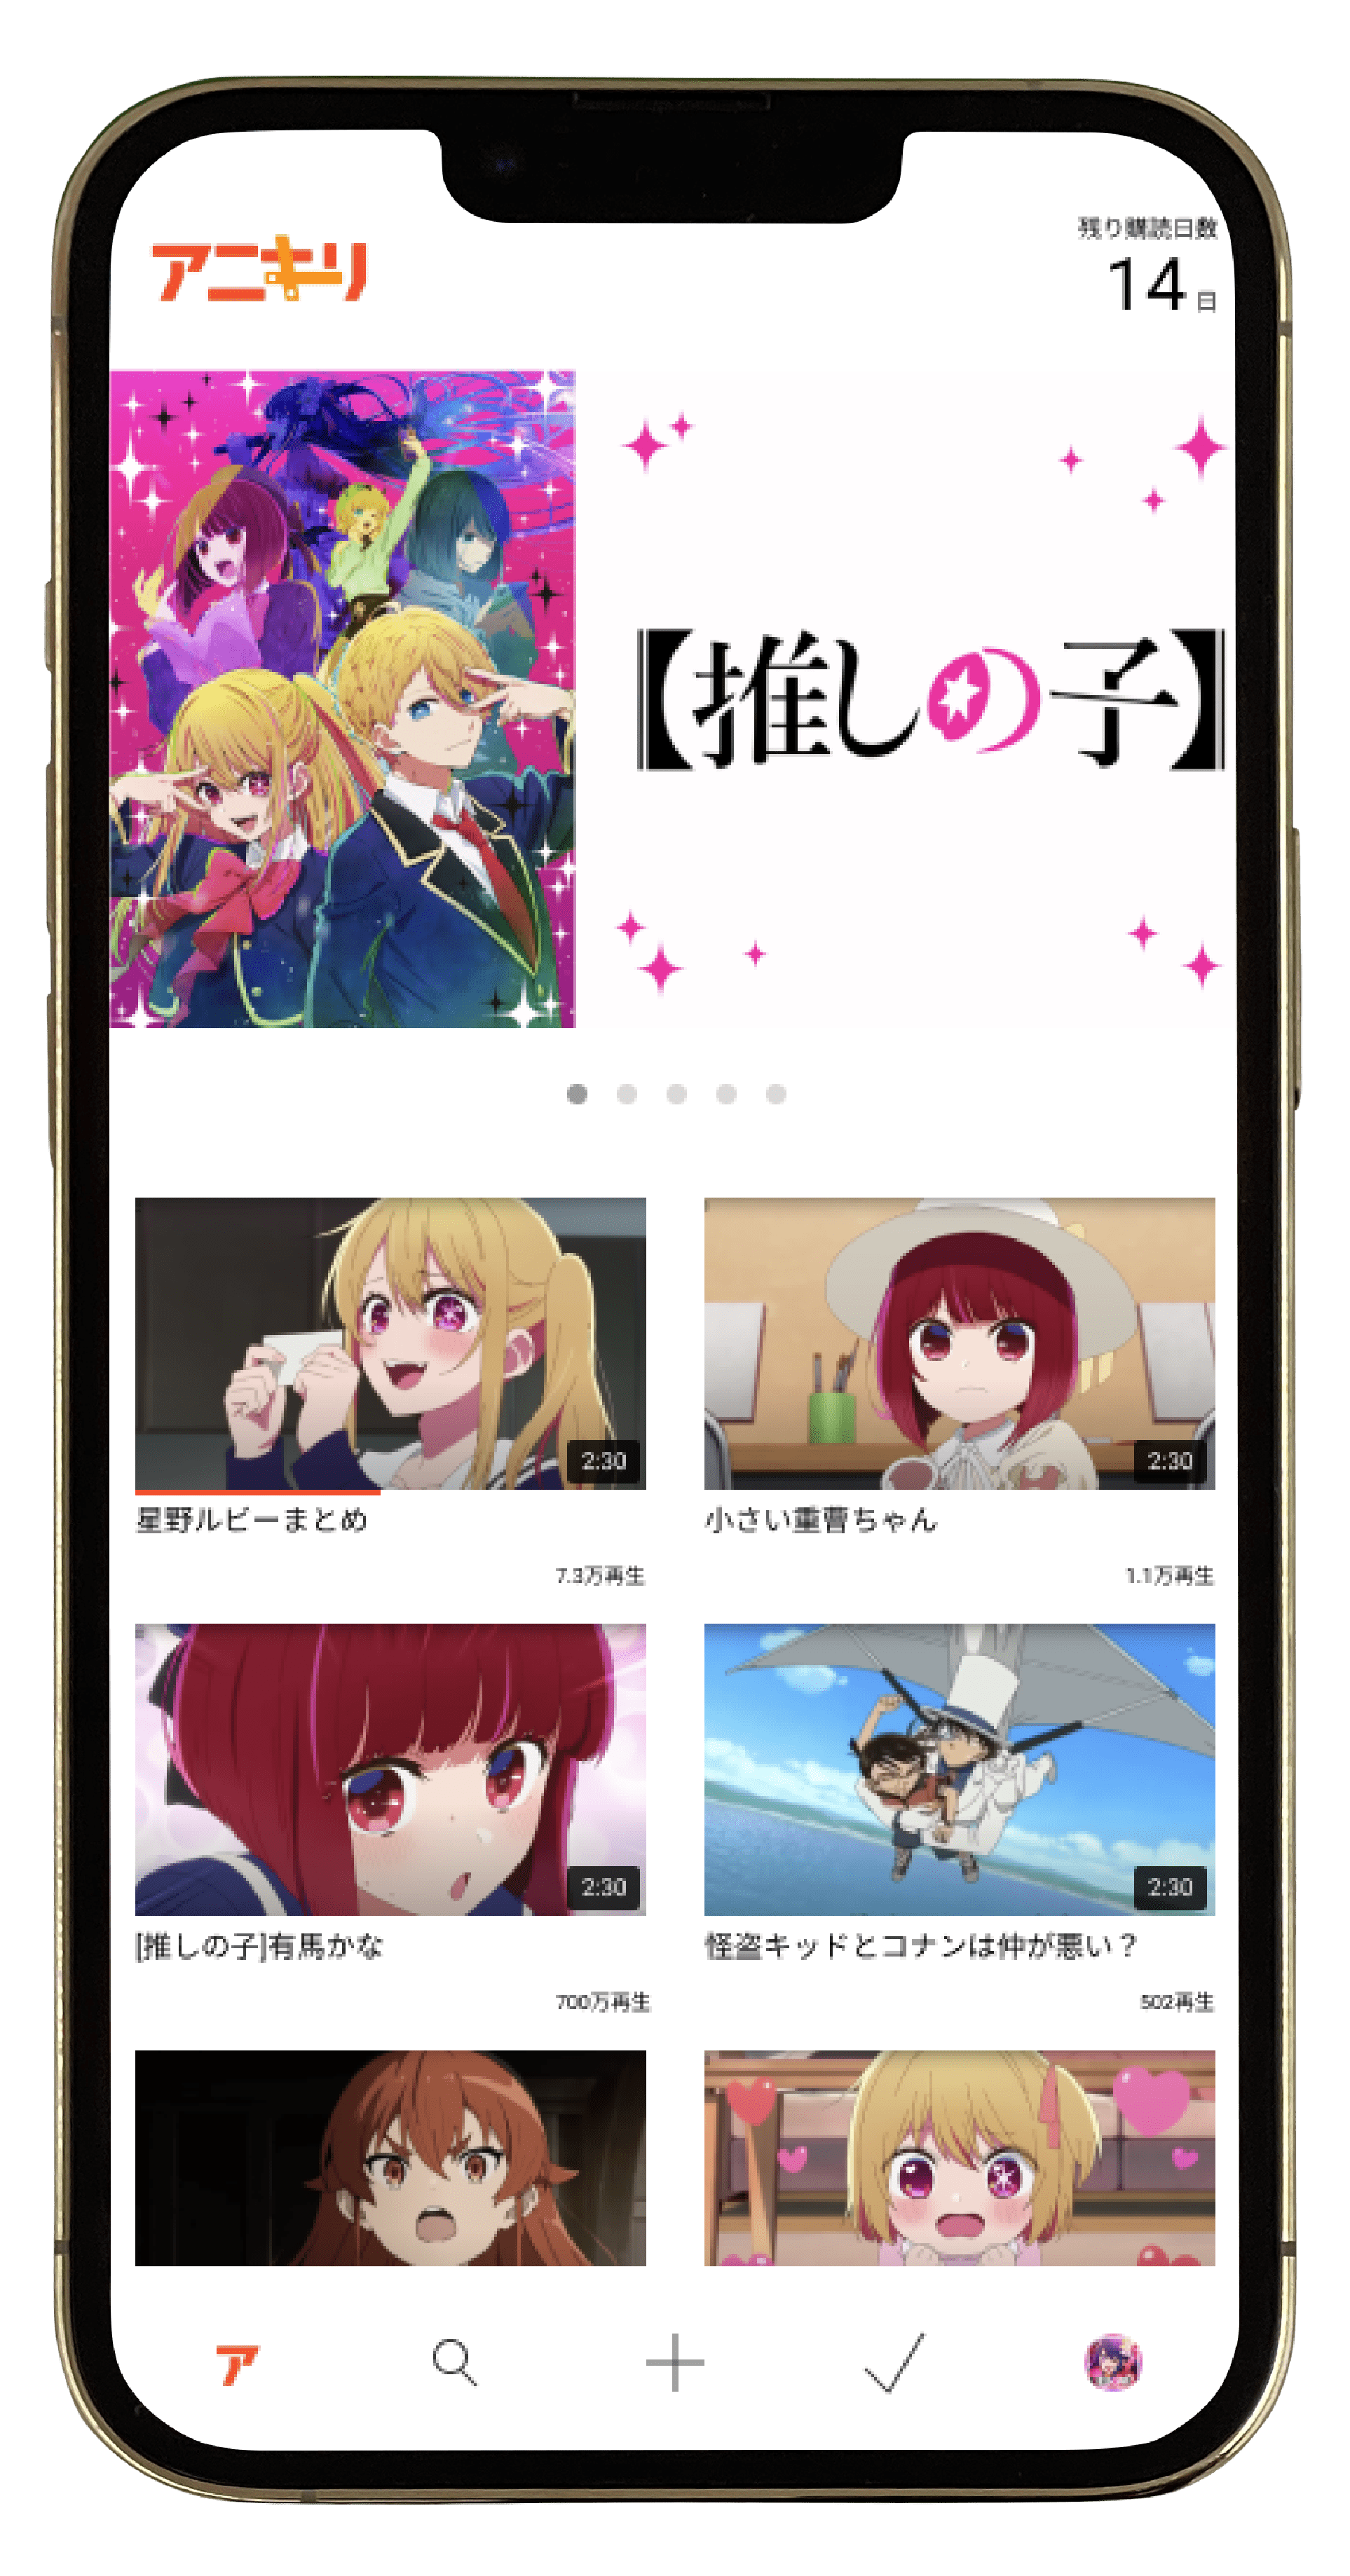 アニキリ
残り購読日数
14日
【推しの子】
2:30
2:30
星野ルビーまとめ
小さい重曹ちゃん
7.3万再生
1.1万再生
2:30
2:30
[推しの子]有馬かな
怪盗キッドとコナンは仲が悪い？
700万再生
502再生
ア